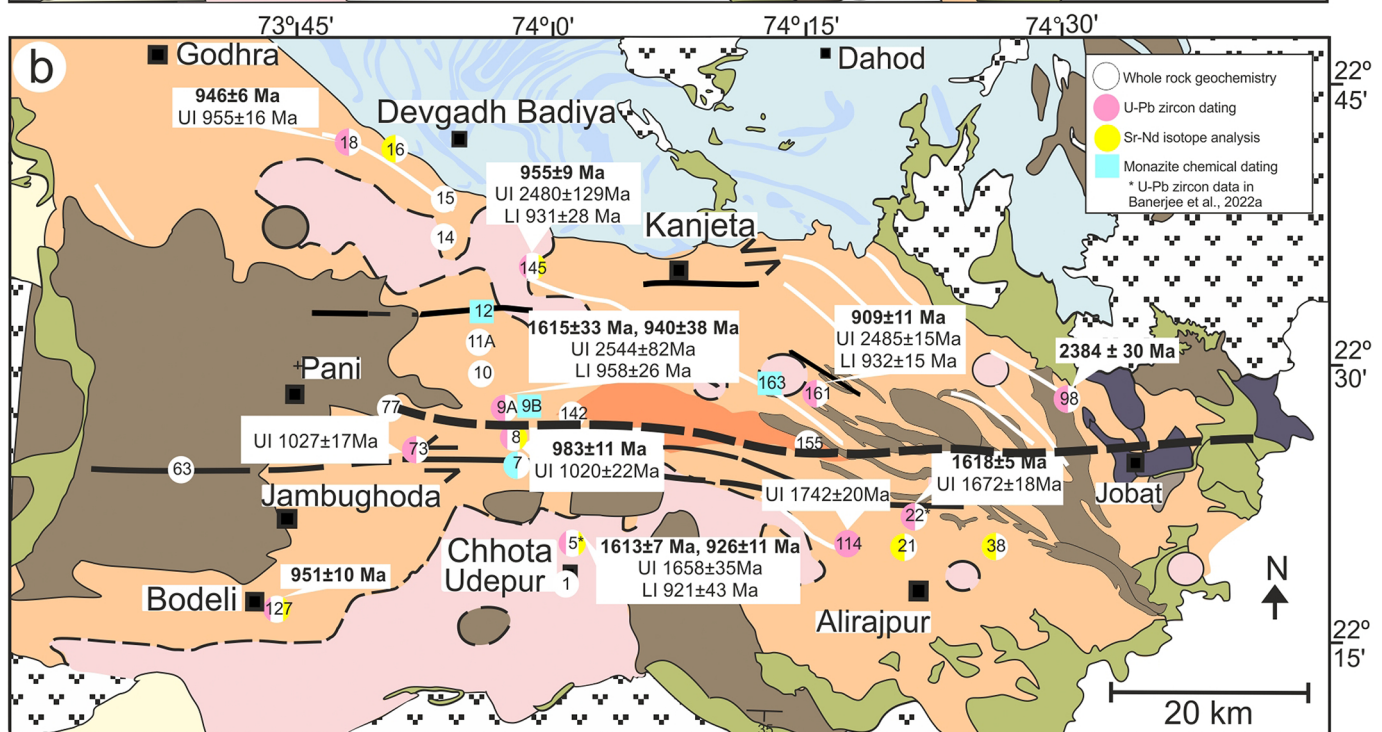 73º45'
74º0'
74º15'
74º30'
b
Godhra
Dahod
22º
45'
Whole rock geochemistry
U-Pb zircon dating
Sr-Nd isotope analysis
Monazite chemical dating
* U-Pb zircon data in
Banerjee et al., 2022a
946±6 Ma
UI 955±16 Ma
Devgadh Badiya
18
16
15
14
955±9 Ma
UI 2480±129Ma
LI 931±28 Ma
145
Kanjeta
12
11A
10
1615±33 Ma, 940±38 Ma
UI 2544±82Ma
LI 958±26 Ma
909±11 Ma
UI 2485±15Ma
LI 932±15 Ma
2384 ± 30 Ma
22º
30'
Pani
163
161
98
77
9A
9B
142
UI 1027±17Ma
73
8
7
983±11 Ma
UI 1020±22Ma
155
63
1618±5 Ma
UI 1672±18Ma
Jobat
Jambughoda
UI 1742±20Ma
22*
114
21
38
Chhota
Udepur
5*
1
1613±7 Ma, 926±11 Ma
UI 1658±35Ma
LI 921±43 Ma
951±10 Ma
Bodeli
127
Alirajpur
N
22º
15'
20 km
35